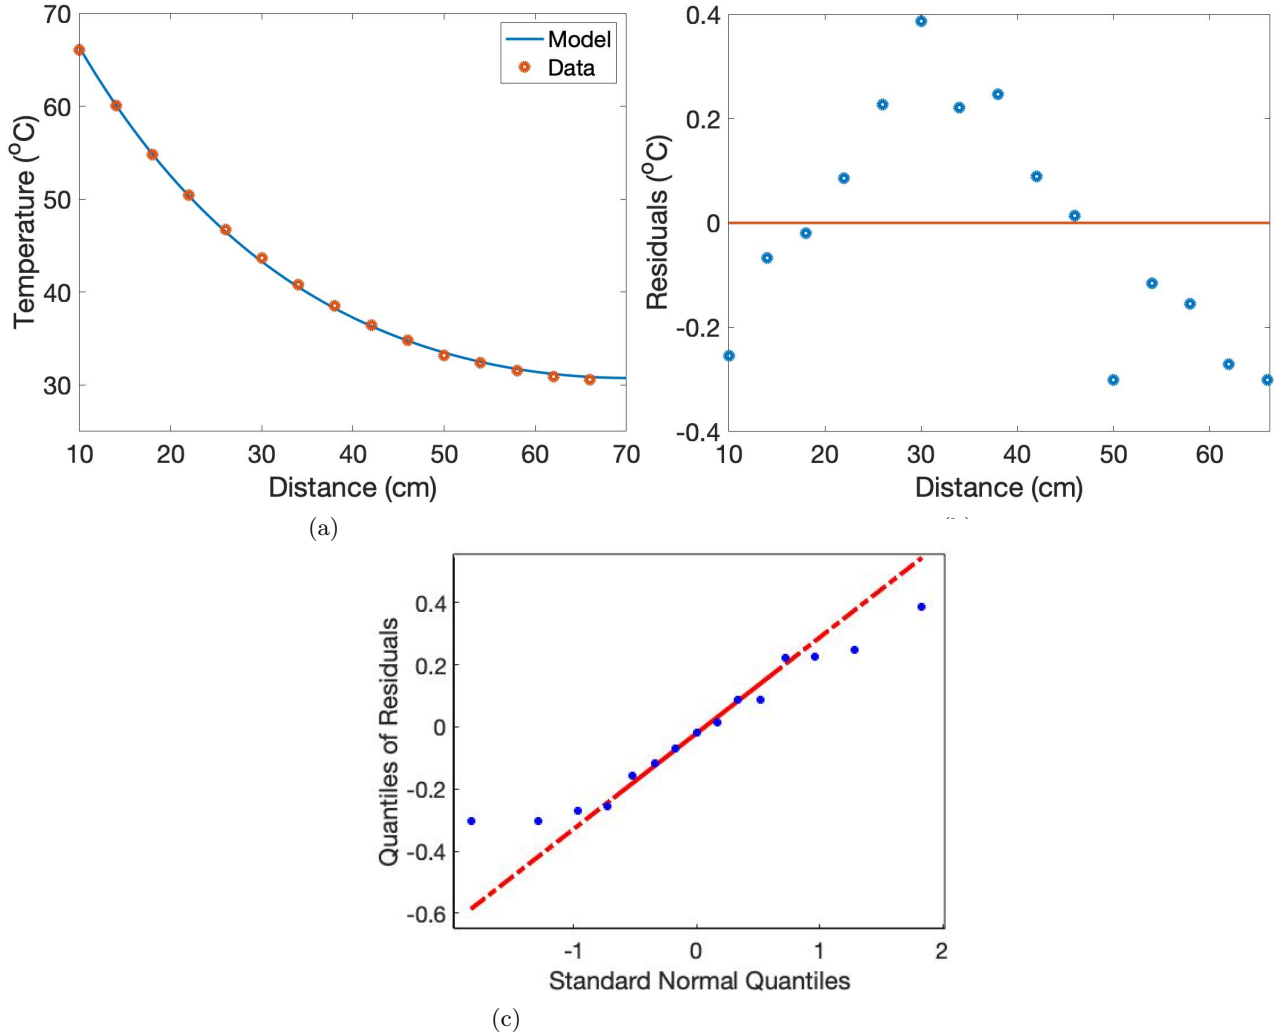 70
60
50
40
30
Temperature (°C)
10 20 30 40 50 60 70
Distance (cm)
Model
Data
(a)
0.4
0.2
0
-0.2
-0.4
Residuals (°C)
10 20 30 40 50 60
Distance (cm)
0.4
0.2
0
-0.2
-0.4
-0.6
Quantiles of Residuals
-1 0 1 2
Standard Normal Quantiles
(c)